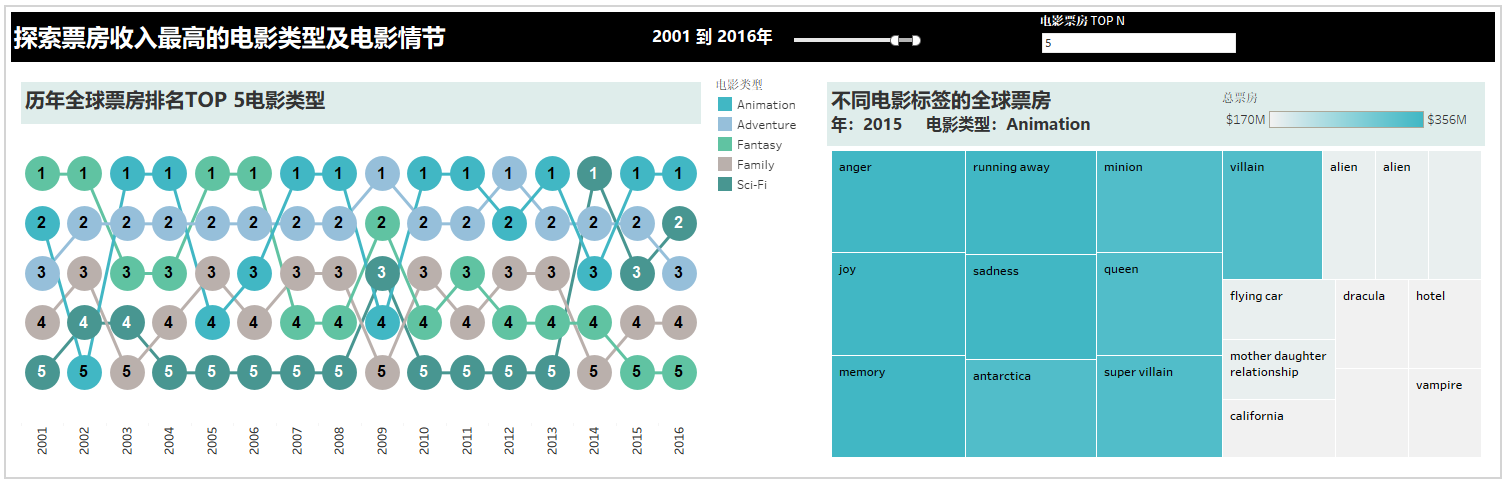 探索票房收入最高的电影类型及电影情节
2001 到 2016年
电影票房 TOP N
5
历年全球票房排名TOP 5电影类型
1 1 1 1 1 1 1 1 1 1 1 1 1 1 1 1
2 2 2 2 2 2 2 2 2 2 2 2 2 2 2 2
3 3 3 3 3 3 3 3 3 3 3 3 3 3 3 3
4 4 4 4 4 4 4 4 4 4 4 4 4 4 4 4
5 5 5 5 5 5 5 5 5 5 5 5 5 5 5 5
2001 2002 2003 2004 2005 2006 2007 2008 2009 2010 2011 2012 2013 2014 2015 2016
电影类型
Animation
Adventure
Fantasy
Family
Sci-Fi
不同电影标签的全球票房
年：2015 电影类型：Animation
总票房
$170M $356M
anger
joy
memory
running away
sadness
antarctica
minion
queen
super villain
villain
alien
alien
flying car
mother daughter
relationship
california
dracula
hotel
vampire